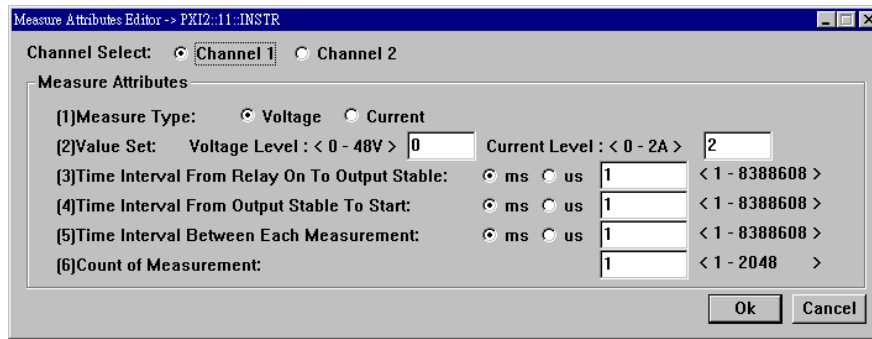 Measure Attributes Editor -> PXI2::11::INSTR
Channel Select: Channel 1 Channel 2
Measure Attributes
(1)Measure Type: Voltage Current
(2)Value Set: Voltage Level : < 0 - 48V > 0 Current Level : < 0 - 2A > 2
(3)Time Interval From Relay On To Output Stable: ms us 1 < 1 - 8388608 >
(4)Time Interval From Output Stable To Start: ms us 1 < 1 - 8388608 >
(5)Time Interval Between Each Measurement: ms us 1 < 1 - 8388608 >
(6)Count of Measurement: 1 < 1 - 2048 >
Ok Cancel